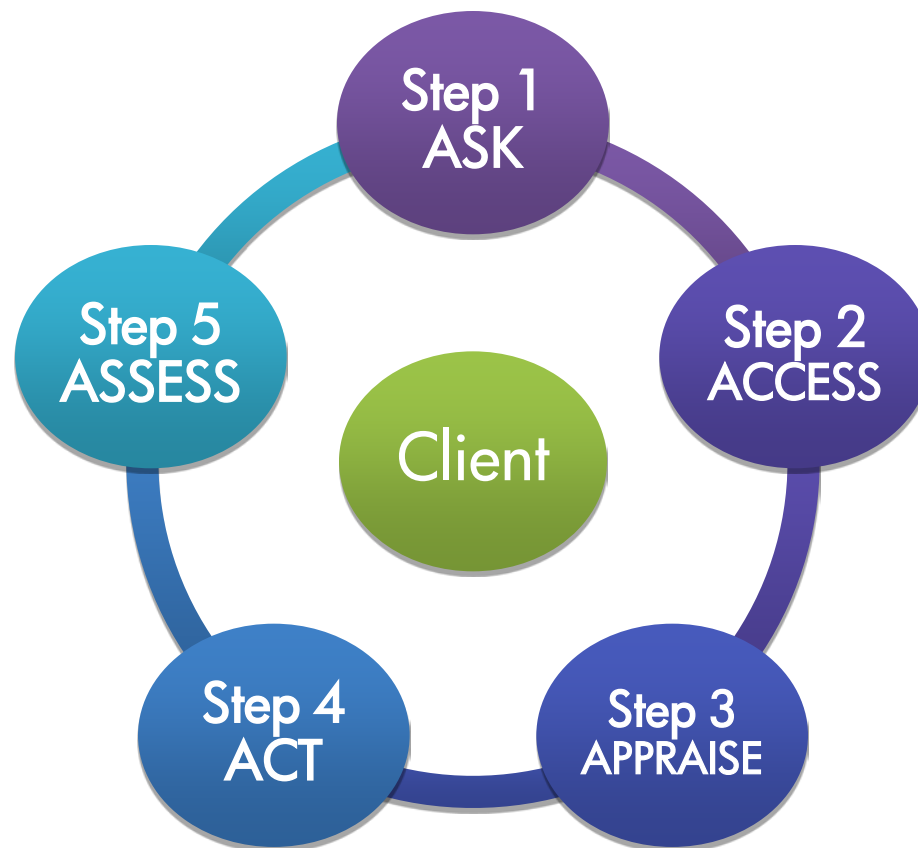 Step 1
ASK
Step 2
ACCESS
Step 3
APPRAISE
Step 4
ACT
Step 5
ASSESS
Client